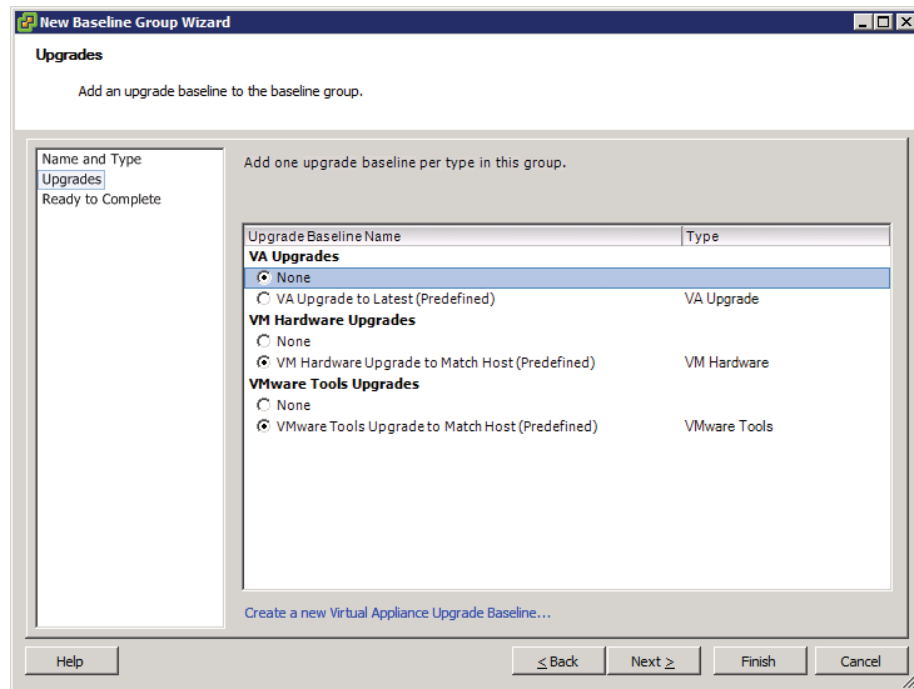 New Baseline Group Wizard
Upgrades
Add an upgrade baseline to the baseline group.
Name and Type
Upgrades
Ready to Complete
Add one upgrade baseline per type in this group.
Upgrade Baseline Name Type
VA Upgrades
None
VA Upgrade to Latest (Predefined) VA Upgrade
VM Hardware Upgrades
None
VM Hardware Upgrade to Match Host (Predefined) VM Hardware
VMware Tools Upgrades
None
VMware Tools Upgrade to Match Host (Predefined) VMware Tools
Create a new Virtual Appliance Upgrade Baseline...
Help < Back Next > Finish Cancel